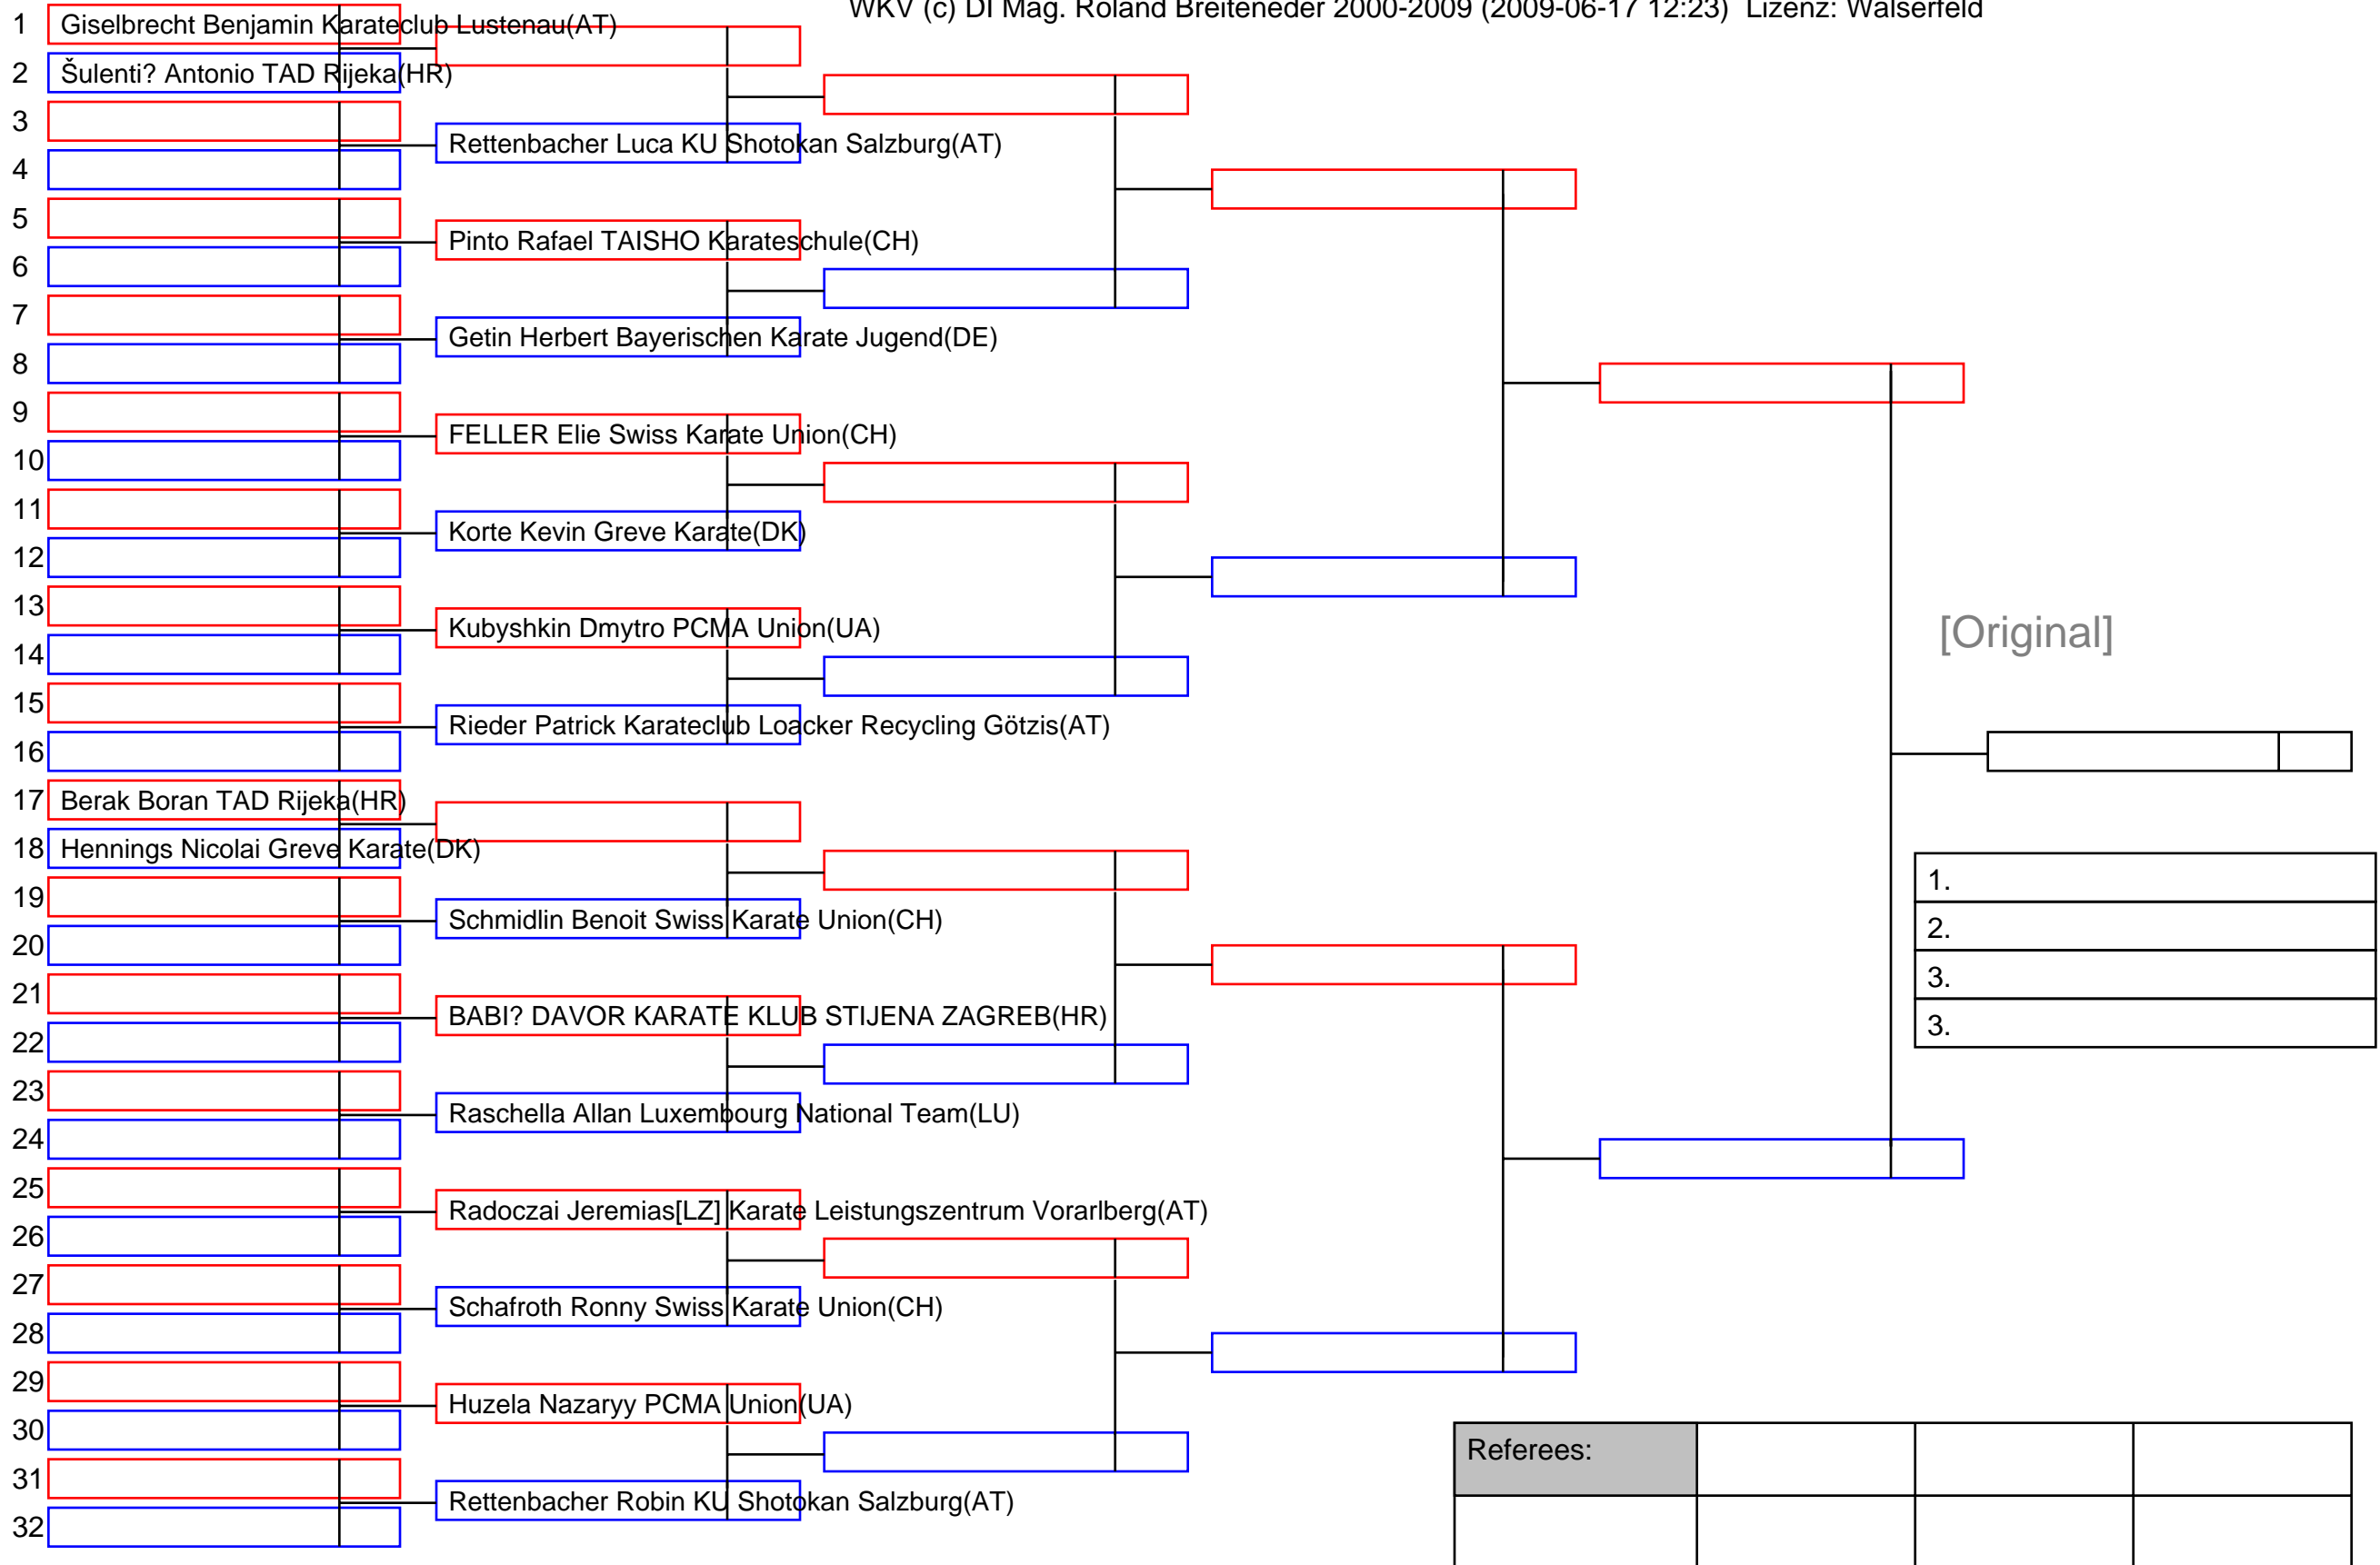 WKV (c) DI Mag. Roland Breiteneder 2000-2009 (2009-06-17 12:23) Lizenz: Walserfeld
1 Giselbrecht Benjamin Karateclub Lustenau(AT)
2 Šulenti? Antonio TAD Rijeka(HR)
3
Rettenbacher Luca KU Shotokan Salzburg(AT)
4
5
Pinto Rafael TAISHO Karateschule(CH)
6
7
Getin Herbert Bayerischen Karate Jugend(DE)
8
9
FELLER Elie Swiss Karate Union(CH)
10
11
Korte Kevin Greve Karate(DK)
12
13
Kubyshkin Dmytro PCMA Union(UA)
[Original]
14
15
Rieder Patrick Karateclub Loacker Recycling Götzis(AT)
16
17 Berak Boran TAD Rijeka(HR)
18 Hennings Nicolai Greve Karate(DK)
1.
19
Schmidlin Benoit Swiss Karate Union(CH)
2.
20
3.
21
BABI? DAVOR KARATE KLUB STIJENA ZAGREB(HR)
3.
22
23
Raschella Allan Luxembourg National Team(LU)
24
25
Radoczai Jeremias[LZ] Karate Leistungszentrum Vorarlberg(AT)
26
27
Schafroth Ronny Swiss Karate Union(CH)
28
29
Huzela Nazaryy PCMA Union(UA)
30
Referees:
31
Rettenbacher Robin KU Shotokan Salzburg(AT)
32